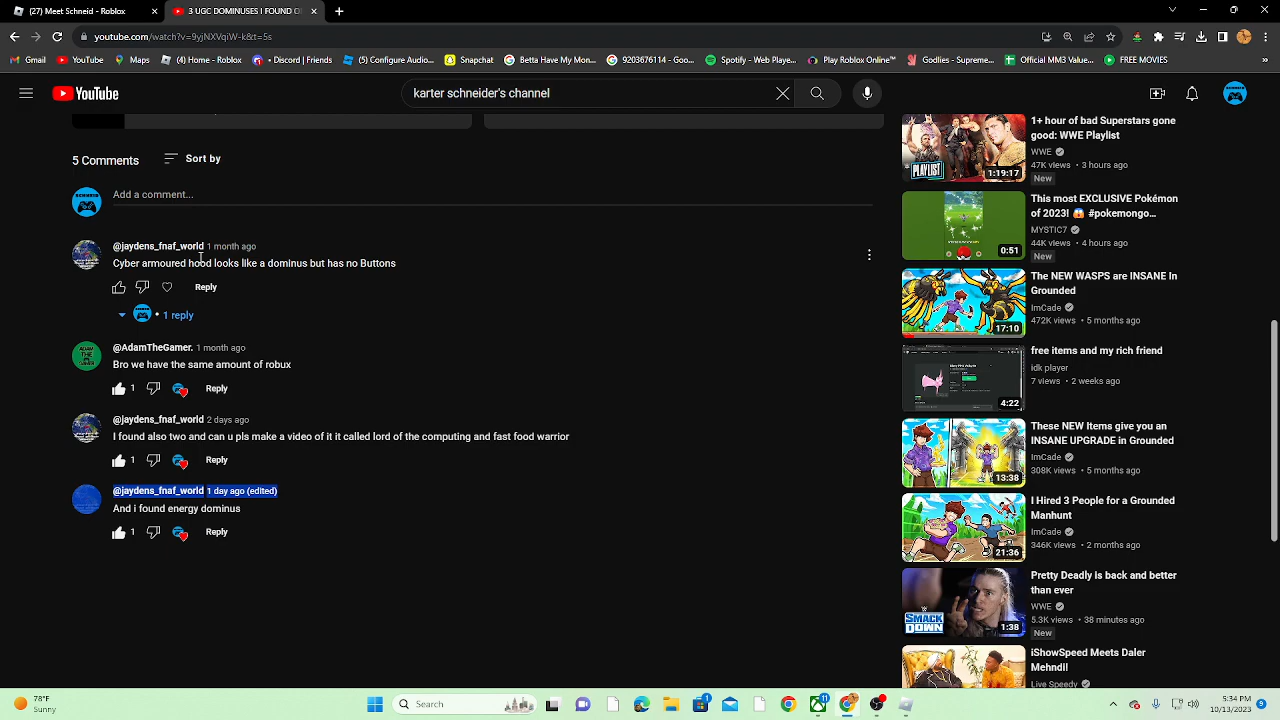 (27) Meet Schneid - Roblox
3 UGC DOMINUSES I FOUND O
youtube.com/watch?v=9yjNXVqiW-k&t=5s
Gmail
YouTube
Maps
(4) Home - Roblox
• Discord | Friends
(5) Configure Explo...
Snapchat
Can I Have My Mon...
9203676114 - Googl...
Spotify - Web Playe...
Play Roblox Online™...
Godlies - Supreme...
Official MM3 Value...
FREE MOVIES
YouTube
karter schneider's channel
5 Comments
Sort by
Add a comment...
@jaydens_fnaf_world 1 month ago
Cyber armoured hood looks like a dominus but has no Buttons
Reply
• 1 reply
@AdamTheGamer. 1 month ago
Bro we have the same amount of robux
1 Reply
@jaydens_fnaf_world 2 days ago
I found also two and can u pls make a video of it it called lord of the computing and fast food warrior
1 Reply
@jaydens_fnaf_world 1 day ago (edited)
And i found energy dominus
1 Reply
1+ hour of bad Superstars gone
good: WWE Playlist
WWE
47K views • 3 hours ago
New
PLAYLIST
1:19:17
This most EXCLUSIVE Pokémon
of 2023! 😱 #pokemongo...
MYSTIC7
44K views • 4 hours ago
New
0:51
The NEW WASPS are INSANE In
Grounded
ImCade
472K views • 5 months ago
17:10
free items and my rich friend
idk player
7 views • 2 weeks ago
4:22
These NEW Items give you an
INSANE UPGRADE in Grounded
ImCade
308K views • 5 months ago
13:38
I Hired 3 People for a Grounded
Manhunt
ImCade
346K views • 2 months ago
21:36
Pretty Deadly is back and better
than ever
WWE
5.3K views • 38 minutes ago
New
SMACK
DOWN
1:38
iShowSpeed Meets Daler
Mehndi!
Live Speedy
78°F
Sunny
Search
5:34 PM
10/13/2023